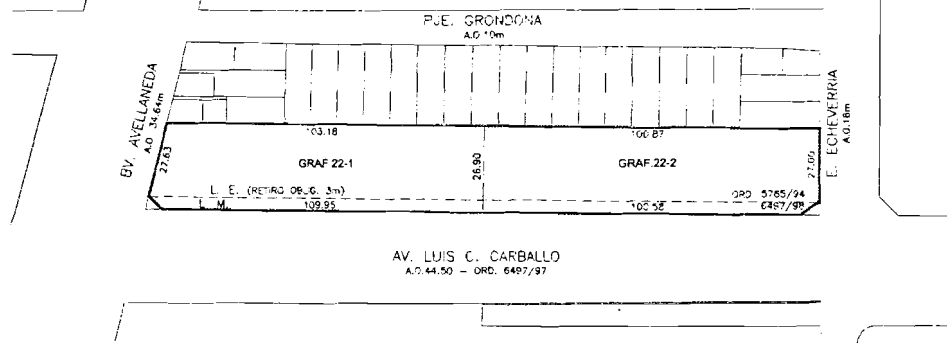 PJE. GRONDONA
A.O 10m
BV. AVELLANEDA
A.O 34.64m
E. ECHEVERRIA
A.O.18m
103.18
100.87
27.63
GRAF 22-1
26.90
GRAF.22-2
27.00
L. E. (RETIRO OBLIG. 3m)
ORD 5765/94
L. M.
109.95
100.58
6497/98
AV. LUIS C. CARBALLO
A.O.44.50 - ORD. 6497/97